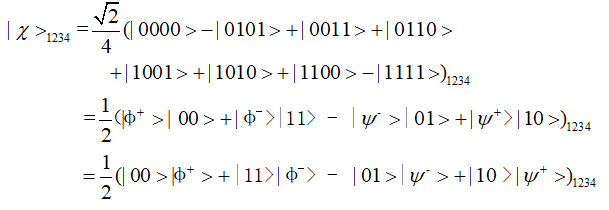 | χ >₁₂₃₄ = √2/4 (| 0000 > −| 0101 > +| 0011 > +| 0110 >
+| 1001 > +| 1010 > +| 1100 > −| 1111 >)₁₂₃₄
= 1/2 (|ϕ⁺ >| 00 > +| ϕ⁻ >| 11 > − | ψ⁻ >| 01 > +| ψ⁺ >| 10 >)₁₂₃₄
= 1/2 (| 00 >|ϕ⁺ > +| 11 >| ϕ⁻ > − | 01 >| ψ⁻ > +| 10 >| ψ⁺ >)₁₂₃₄